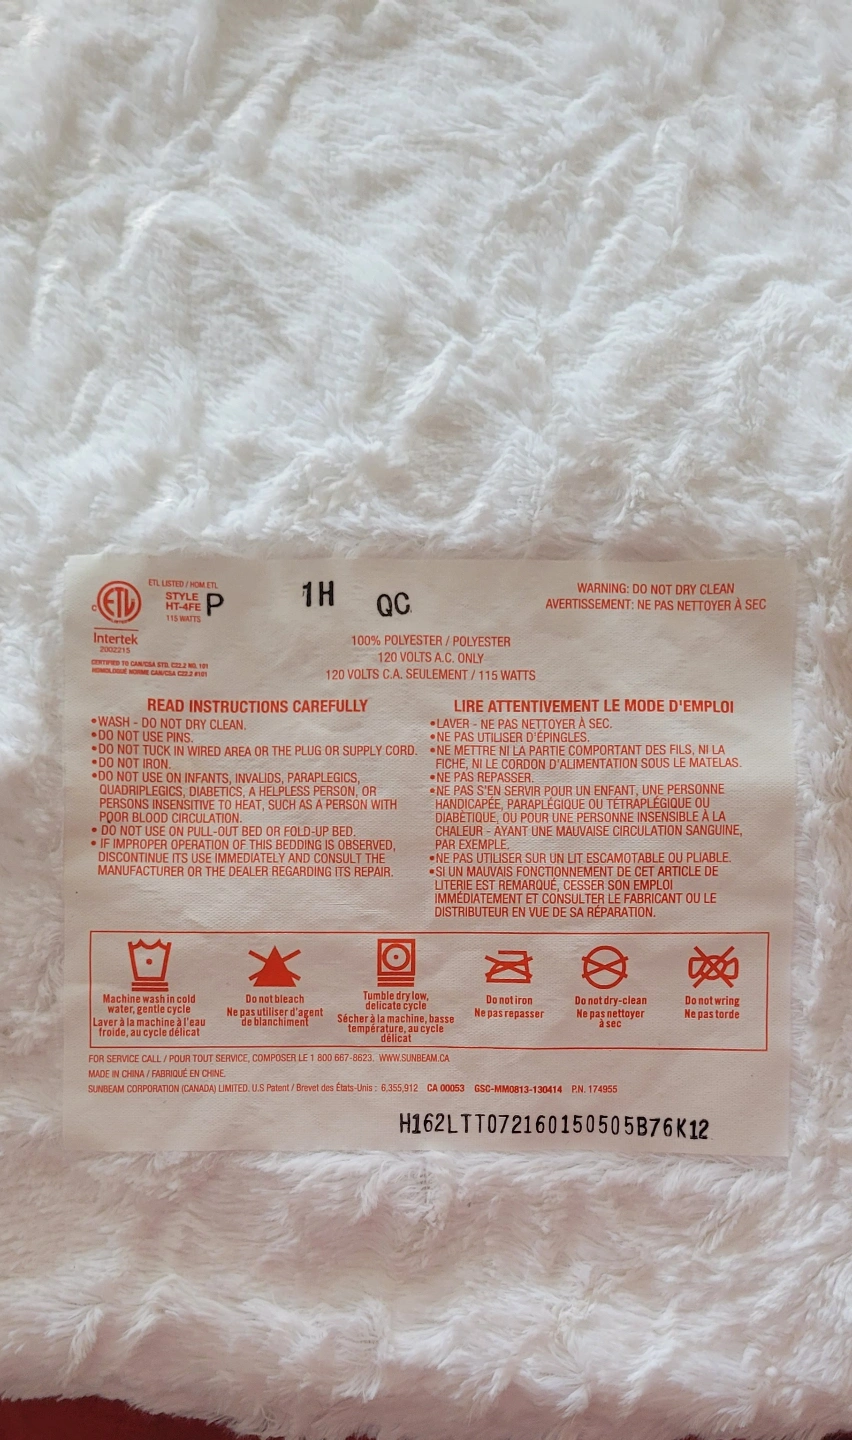 ETL LISTED / HOM.ETL
C ETL
STYLE
HT-4FE P
115 WATTS
Intertek
2002215
CERTIFIED TO CAN/CSA STD. C22.2 NO. 101
HOMOLOGUÉ NORME CAN/CSA C22.2 #101
1H
QC
WARNING: DO NOT DRY CLEAN
AVERTISSEMENT: NE PAS NETTOYER À SEC
100% POLYESTER / POLYESTER
120 VOLTS A.C. ONLY
120 VOLTS C.A. SEULEMENT / 115 WATTS
READ INSTRUCTIONS CAREFULLY
•WASH - DO NOT DRY CLEAN.
•DO NOT USE PINS.
•DO NOT TUCK IN WIRED AREA OR THE PLUG OR SUPPLY CORD.
•DO NOT IRON.
•DO NOT USE ON INFANTS, INVALIDS, PARAPLEGICS,
QUADRIPLEGICS, DIABETICS, A HELPLESS PERSON, OR
PERSONS INSENSITIVE TO HEAT, SUCH AS A PERSON WITH
POOR BLOOD CIRCULATION.
• DO NOT USE ON PULL-OUT BED OR FOLD-UP BED.
• IF IMPROPER OPERATION OF THIS BEDDING IS OBSERVED,
DISCONTINUE ITS USE IMMEDIATELY AND CONSULT THE
MANUFACTURER OR THE DEALER REGARDING ITS REPAIR.
LIRE ATTENTIVEMENT LE MODE D'EMPLOI
•LAVER - NE PAS NETTOYER À SEC.
•NE PAS UTILISER D'ÉPINGLES.
•NE METTRE NI LA PARTIE COMPORTANT DES FILS, NI LA
FICHE, NI LE CORDON D'ALIMENTATION SOUS LE MATELAS.
•NE PAS REPASSER.
•NE PAS S'EN SERVIR POUR UN ENFANT, UNE PERSONNE
HANDICAPÉE, PARAPLÉGIQUE OU TÉTRAPLÉGIQUE OU
DIABÉTIQUE, OU POUR UNE PERSONNE INSENSIBLE À LA
CHALEUR - AYANT UNE MAUVAISE CIRCULATION SANGUINE,
PAR EXEMPLE.
•NE PAS UTILISER SUR UN LIT ESCAMOTABLE OU PLIABLE.
•SI UN MAUVAIS FONCTIONNEMENT DE CET ARTICLE DE
LITERIE EST REMARQUÉ, CESSER SON EMPLOI
IMMÉDIATEMENT ET CONSULTER LE FABRICANT OU LE
DISTRIBUTEUR EN VUE DE SA RÉPARATION.
Machine wash in cold
water, gentle cycle
Laver à la machine à l'eau
froide, au cycle délicat
Do not bleach
Ne pas utiliser d'agent
de blanchiment
Tumble dry low,
delicate cycle
Sécher à la machine, basse
température, au cycle
délicat
Do not iron
Ne pas repasser
Do not dry-clean
Ne pas nettoyer
à sec
Do not wring
Ne pas torde
FOR SERVICE CALL / POUR TOUT SERVICE, COMPOSER LE 1 800 667-8623. WWW.SUNBEAM.CA
MADE IN CHINA / FABRIQUÉ EN CHINE.
SUNBEAM CORPORATION (CANADA) LIMITED. U.S Patent / Brevet des États-Unis : 6,355,912 CA 00053 GSC-MM0813-130414 P.N. 174955
H162LTT072160150505B76K12